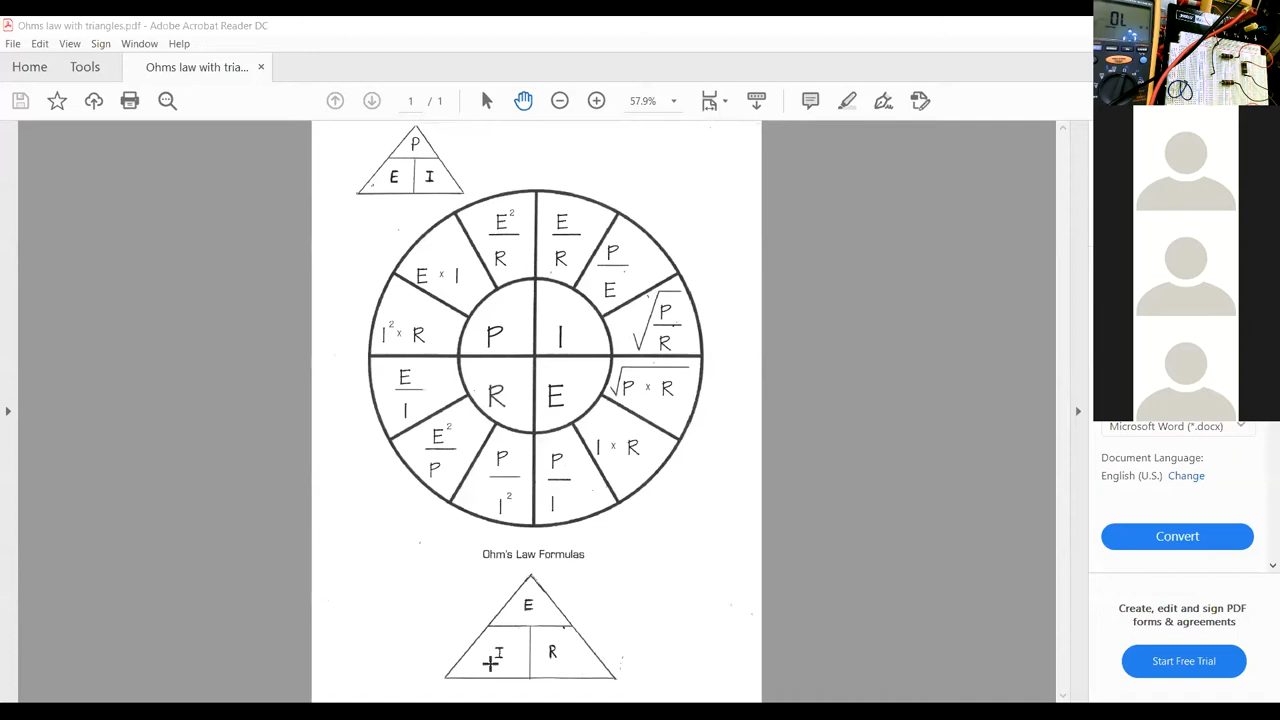 Ohms law with triangles.pdf - Adobe Acrobat Reader DC
File Edit View Sign Window Help
Home Tools Ohms law with tria... ×
1 / 57.9%
P
E I
E²/R
E/R
P/E
√(P/R)
√(P × R)
I × R
P/I
P/I²
E²/P
E/I
I² × R
E × I
P I
R E
Ohm's Law Formulas
E
I R
OL
Microsoft Word (*.docx)
Document Language:
English (U.S.) Change
Convert
Create, edit and sign PDF
forms & agreements
Start Free Trial